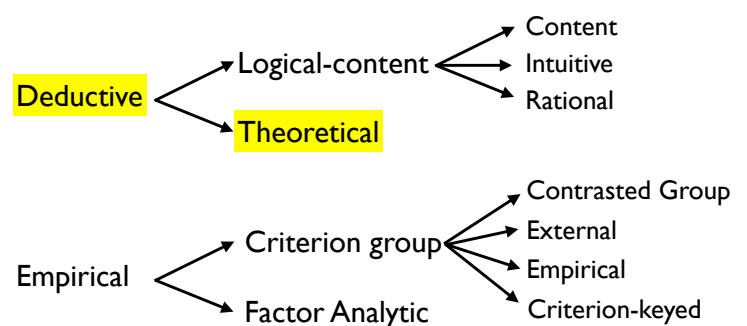 Deductive
Logical-content
Theoretical
Content
Intuitive
Rational
Empirical
Criterion group
Factor Analytic
Contrasted Group
External
Empirical
Criterion-keyed